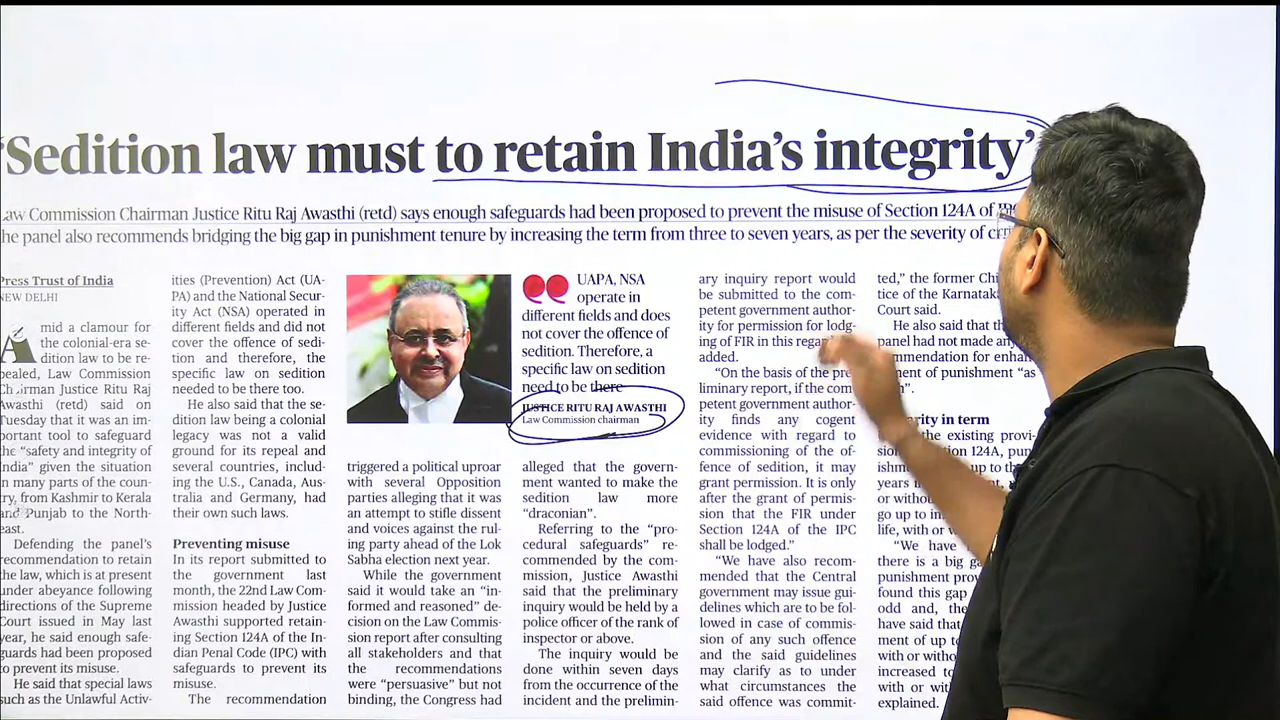 'Sedition law must to retain India's integrity'
Law Commission Chairman Justice Ritu Raj Awasthi (retd) says enough safeguards had been proposed to prevent the misuse of Section 124A of
the panel also recommends bridging the big gap in punishment tenure by increasing the term from three to seven years, as per the severity of
Press Trust of India
NEW DELHI
Amid a clamour for
the colonial-era se-
dition law to be re-
pealed, Law Commission
Chairman Justice Ritu Raj
Awasthi (retd) said on
Tuesday that it was an im-
portant tool to safeguard
the "safety and integrity of
India" given the situation
in many parts of the coun-
try, from Kashmir to Kerala
and Punjab to the North-
east.
Defending the panel's
recommendation to retain
the law, which is at present
under abeyance following
directions of the Supreme
Court issued in May last
year, he said enough safe-
guards had been proposed
to prevent its misuse.
He said that special laws
such as the Unlawful Activ-
ities (Prevention) Act (UA-
PA) and the National Secur-
ity Act (NSA) operated in
different fields and did not
cover the offence of sedi-
tion and therefore, the
specific law on sedition
needed to be there too.
He also said that the se-
dition law being a colonial
legacy was not a valid
ground for its repeal and
several countries, includ-
ing the U.S., Canada, Aus-
tralia and Germany, had
their own such laws.
Preventing misuse
In its report submitted to
the government last
month, the 22nd Law Com-
mission headed by Justice
Awasthi supported retain-
ing Section 124A of the In-
dian Penal Code (IPC) with
safeguards to prevent its
misuse.
The recommendation
UAPA, NSA
operate in
different fields and does
not cover the offence of
sedition. Therefore, a
specific law on sedition
need to be there
JUSTICE RITU RAJ AWASTHI
Law Commission chairman
triggered a political uproar
with several Opposition
parties alleging that it was
an attempt to stifle dissent
and voices against the rul-
ing party ahead of the Lok
Sabha election next year.
While the government
said it would take an "in-
formed and reasoned" de-
cision on the Law Commis-
sion report after consulting
all stakeholders and that
the recommendations
were "persuasive" but not
binding, the Congress had
alleged that the govern-
ment wanted to make the
sedition law more
"draconian".
Referring to the "pro-
cedural safeguards" re-
commended by the com-
mission, Justice Awasthi
said that the preliminary
inquiry would be held by a
police officer of the rank of
inspector or above.
The inquiry would be
done within seven days
from the occurrence of the
incident and the prelimin-
ary inquiry report would
be submitted to the com-
petent government author-
ity for permission for lodg-
ing of FIR in this regard
added.
"On the basis of the pre-
liminary report, if the com-
petent government author-
ity finds any cogent
evidence with regard to
commissioning of the of-
fence of sedition, it may
grant permission. It is only
after the grant of permis-
sion that the FIR under
Section 124A of the IPC
shall be lodged."
"We have also recom-
mended that the Central
government may issue gui-
delines which are to be fol-
lowed in case of commis-
sion of any such offence
and the said guidelines
may clarify as to under
what circumstances the
said offence was commit-
ted," the former
tice of the Karnataka
Court said.
He also said that
panel had not made
for
of punishment "as
in term
the existing provi-
124A,
up to
years
or
go up to
life, with or
"We have
there is a big
punishment
found this gap
odd and,
have said that
ment of up
with or
increased to
with or
explained.